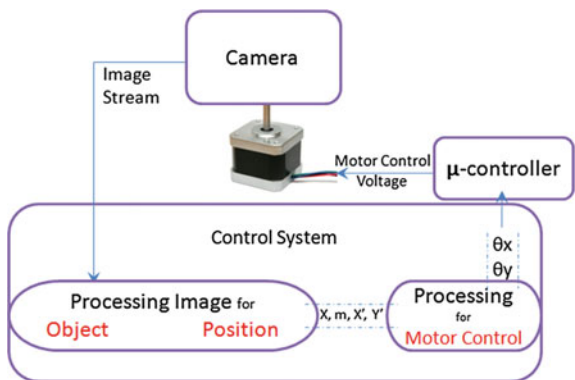 Camera
Image
Stream
Motor Control
Voltage
μ-controller
Control System
θx
θy
Processing Image for
Object Position
X, m, X', Y'
Processing
for
Motor Control